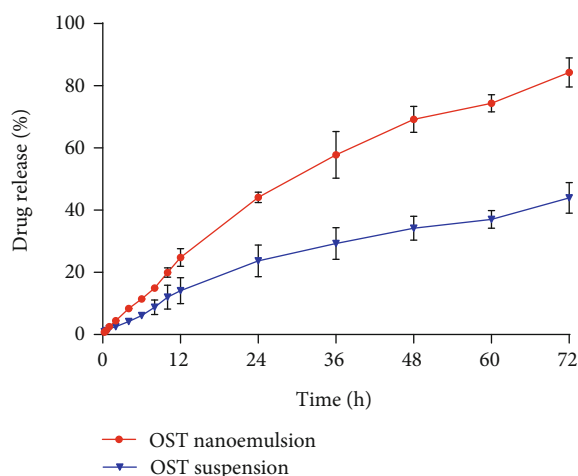 Drug release (%)
100
80
60
40
20
0
0 12 24 36 48 60 72
Time (h)
OST nanoemulsion
OST suspension